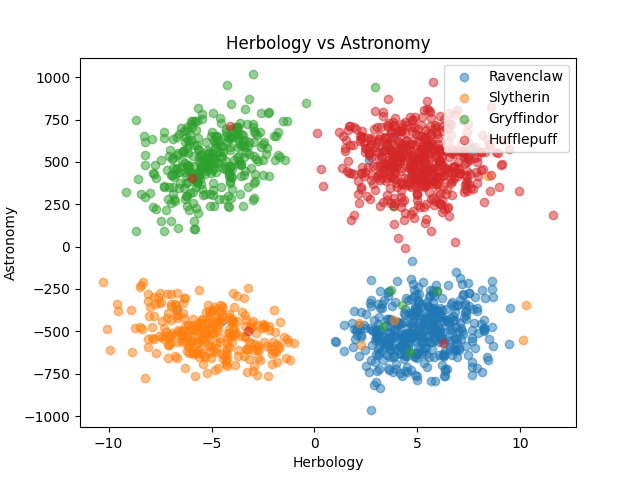 Herbology vs Astronomy
Ravenclaw
Slytherin
Gryffindor
Hufflepuff
1000
750
500
250
0
−250
−500
−750
−1000
Astronomy
−10
−5
0
5
10
Herbology